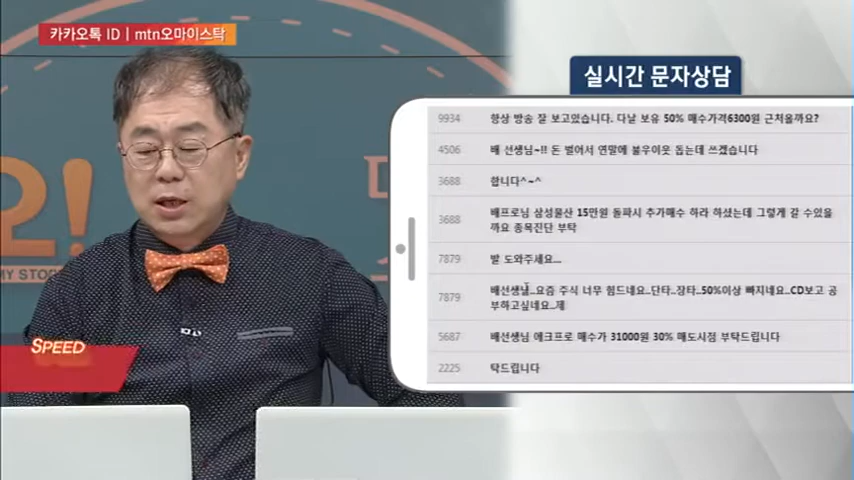 카카오톡 ID | mtn오마이스탁
실시간 문자상담
9934 항상 방송 잘 보고있습니다. 다날 보유 50% 매수가격6300원 근처올까요?
4506 배 선생님~!! 돈 벌어서 연말에 불우이웃 돕는데 쓰겠습니다
3688 합니다^~^
3688 배프로님 삼성물산 15만원 돌파시 추가매수 하라 하셨는데 그렇게 갈 수있을
까요 종목진단 부탁
7879 발 도와주세요...
7879 배선생님..요즘 주식 너무 힘드네요..단타..장타..50%이상 빠지네요..CD보고 공
부하고싶네요..제
5687 배선생님 에크프로 매수가 31000원 30% 매도시점 부탁드립니다
2225 탁드립니다
오!
MY STO
SPEED